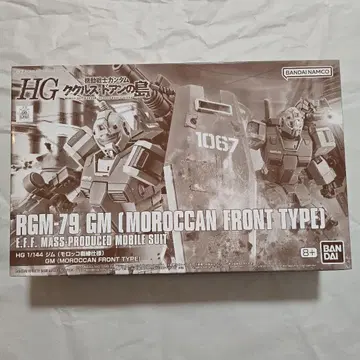 機動戦士ガンダム
HG ククルス・ドアンの島
BANDAI NAMCO
1067
RGM-79 GM (MOROCCAN FRONT TYPE)
E.F.F. MASS-PRODUCED MOBILE SUIT
HG 1/144 ジム (モロッコ戦線仕様)
GM (MOROCCAN FRONT TYPE)
8+
BAN
DAI